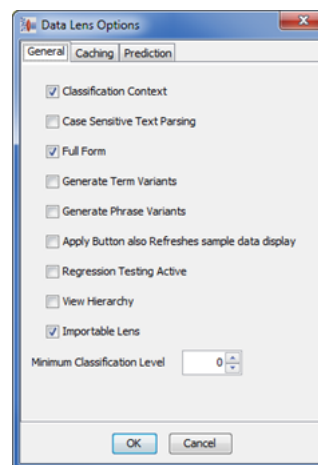 Data Lens Options
General Caching Prediction
Classification Context
Case Sensitive Text Parsing
Full Form
Generate Term Variants
Generate Phrase Variants
Apply Button also Refreshes sample data display
Regression Testing Active
View Hierarchy
Importable Lens
Minimum Classification Level 0
OK Cancel